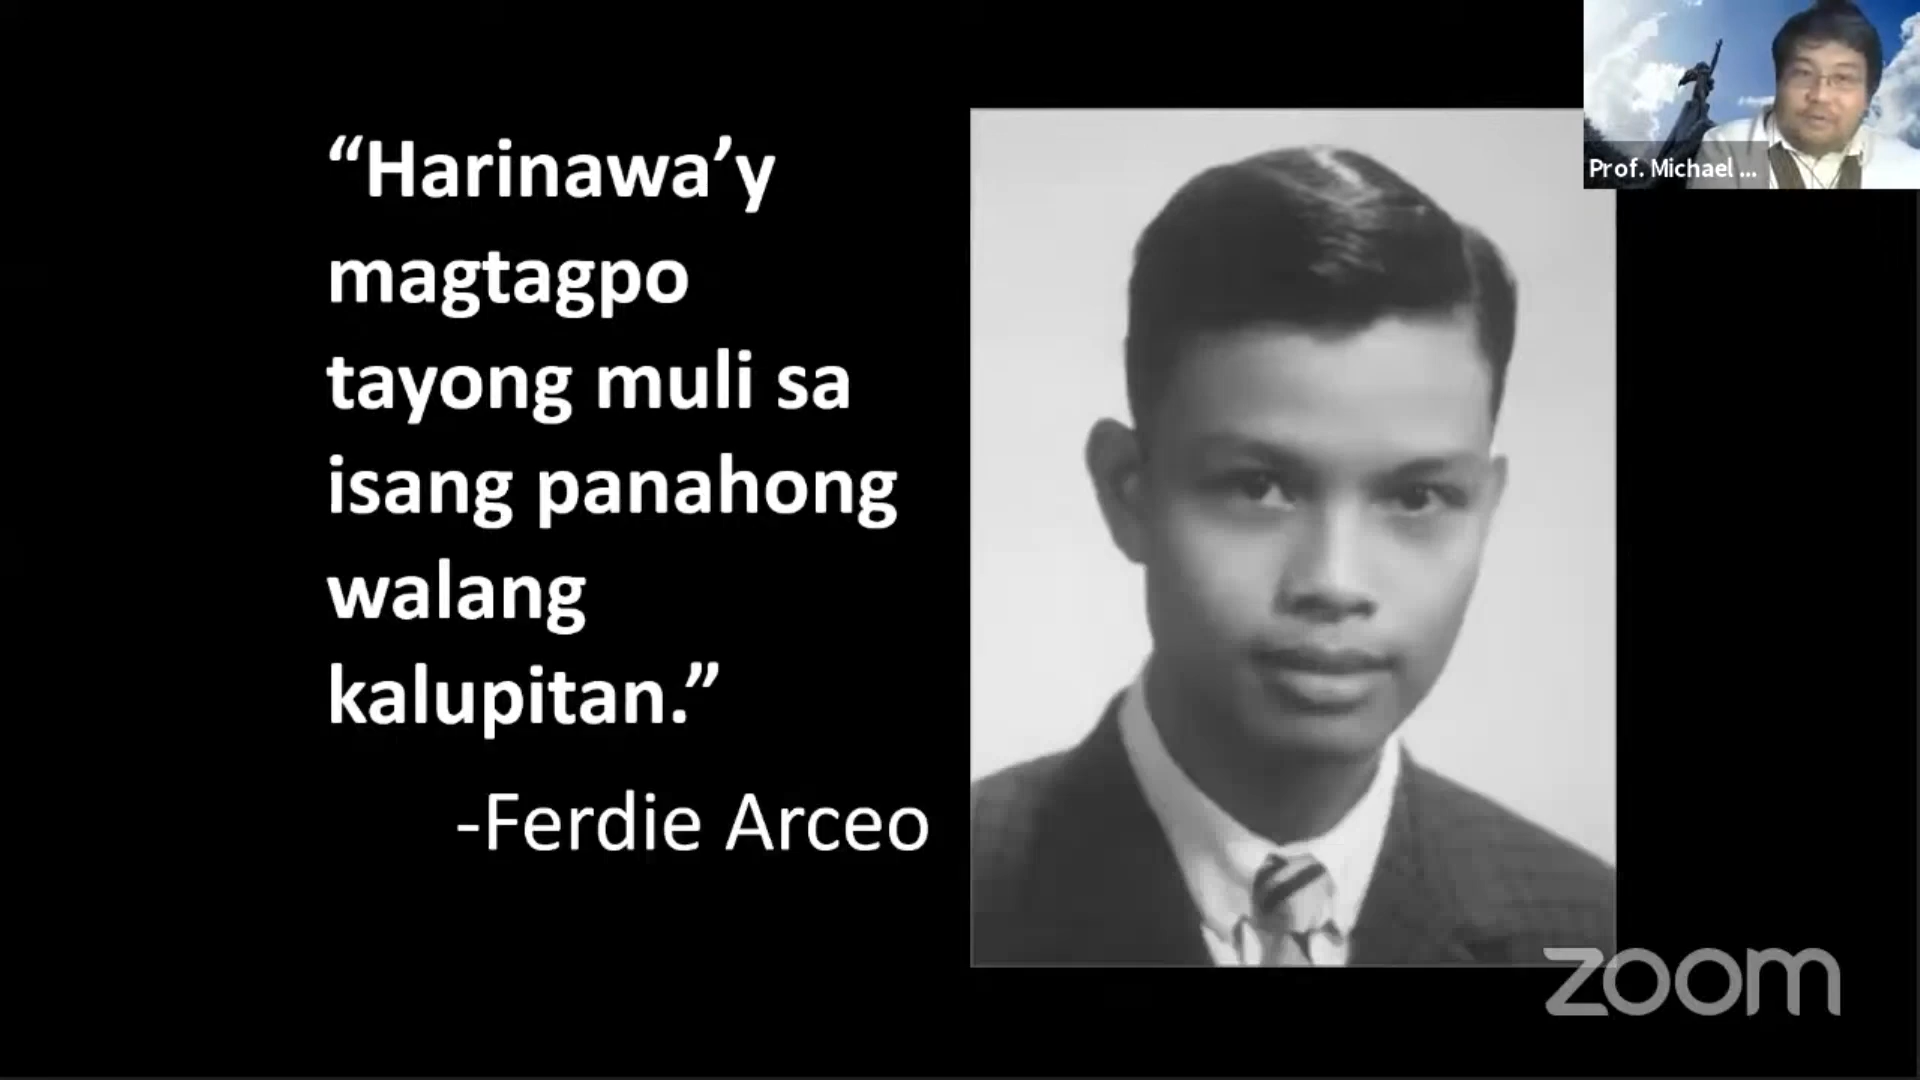 “Harinawa’y
magtagpo
tayong muli sa
isang panahong
walang
kalupitan.”
-Ferdie Arceo
Prof. Michael ...
zoom